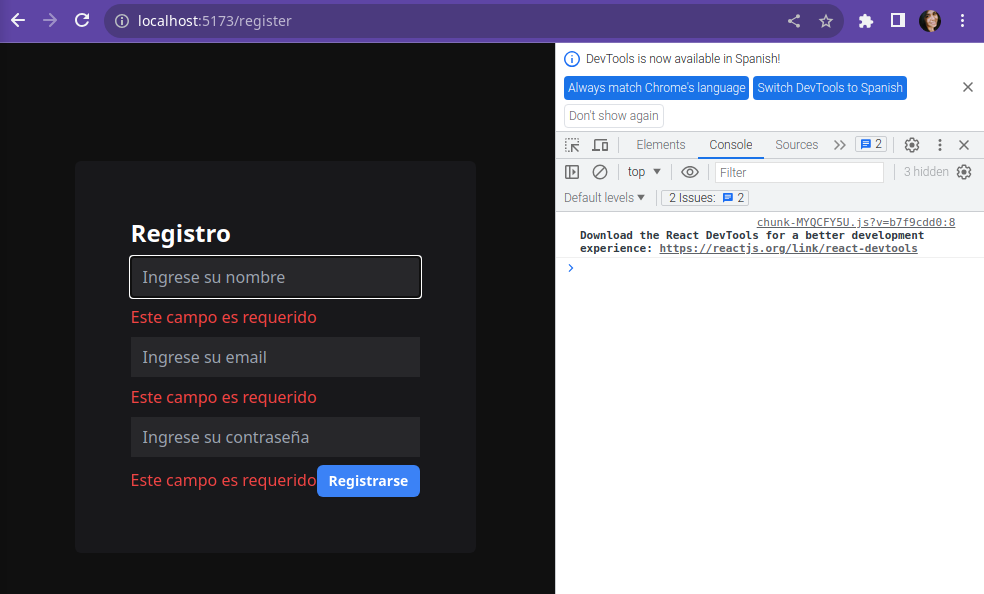 localhost:5173/register
DevTools is now available in Spanish!
Always match Chrome's language
Switch DevTools to Spanish
Don't show again
Elements
Console
Sources
2
top
Filter
3 hidden
Default levels
2 Issues:
2
chunk-MYQCFY5U.js?v=b7f9cdd0:8
Download the React DevTools for a better development
experience: https://reactjs.org/link/react-devtools
Registro
Ingrese su nombre
Este campo es requerido
Ingrese su email
Este campo es requerido
Ingrese su contraseña
Este campo es requerido
Registrarse